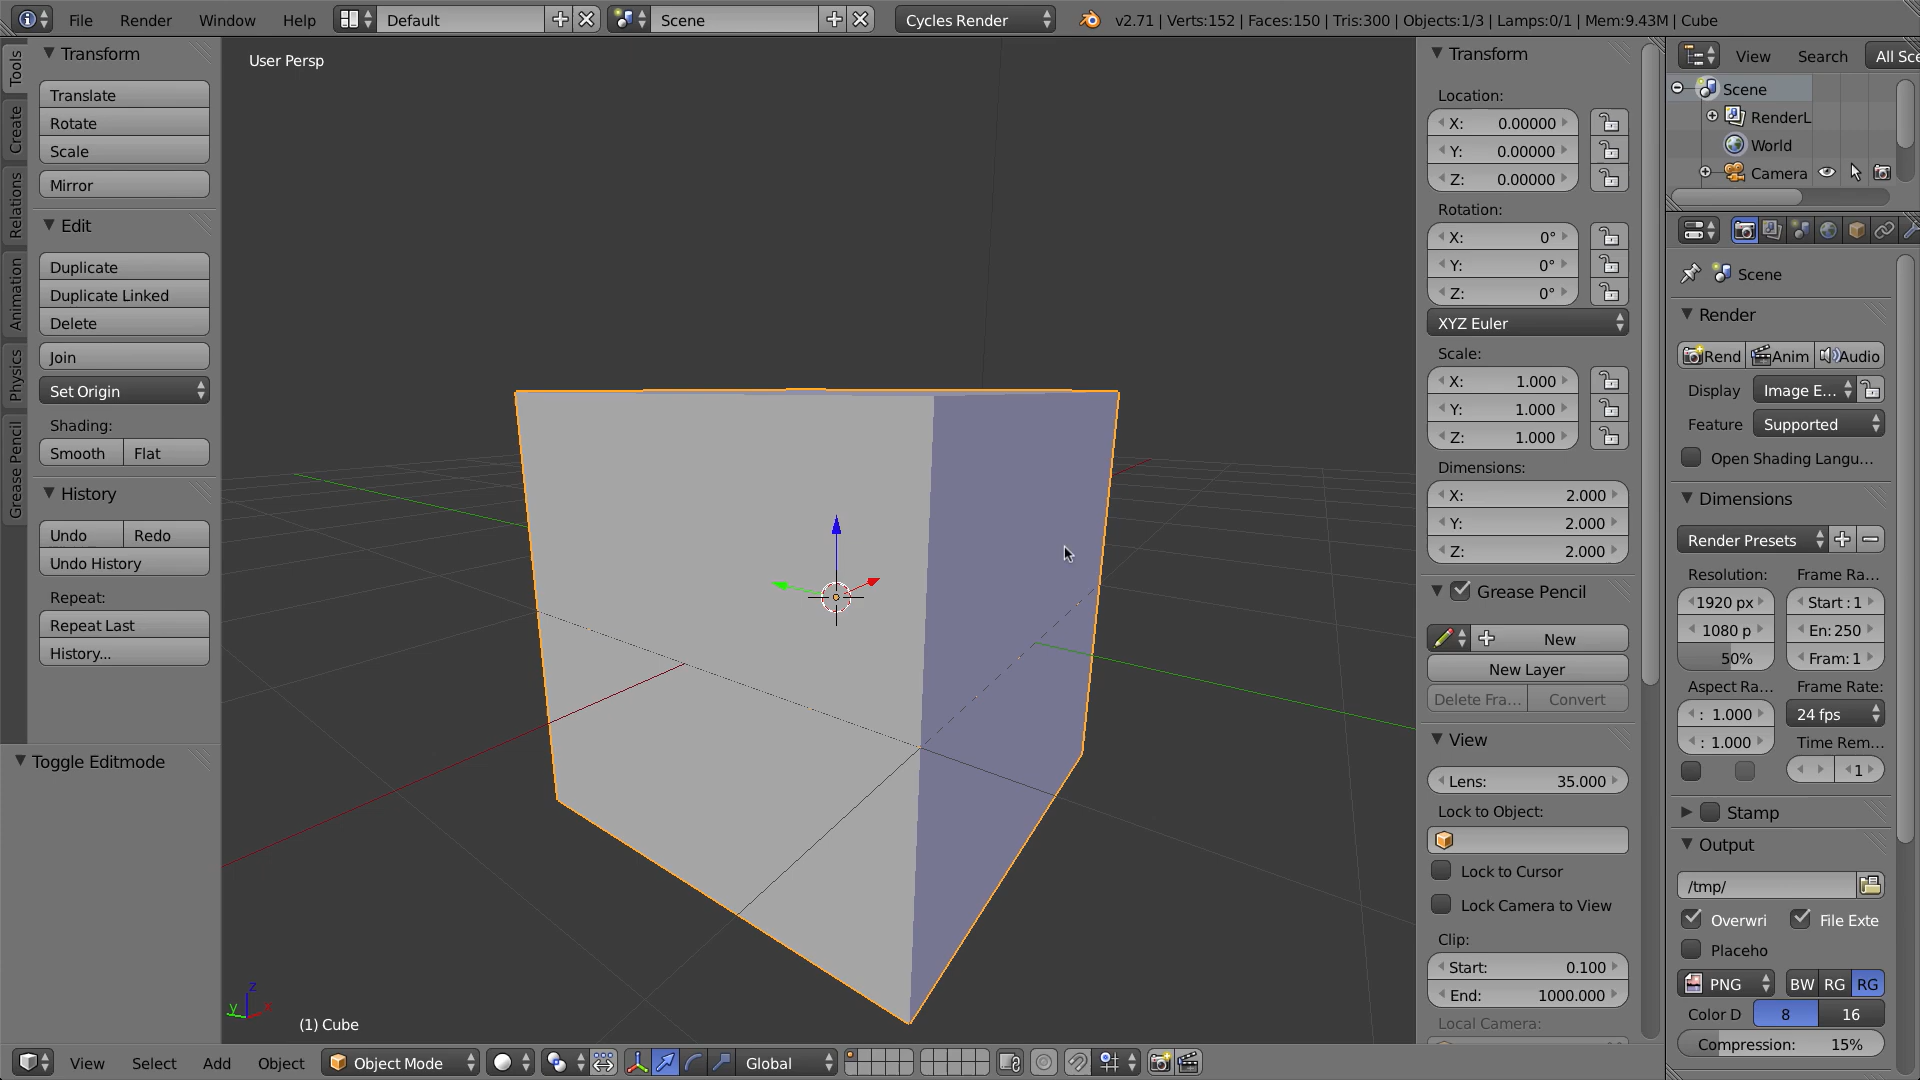 File Render Window Help Default Scene Cycles Render v2.71 | Verts:152 | Faces:150 | Tris:300 | Objects:1/3 | Lamps:0/1 | Mem:9.43M | Cube
Tools
Create
Relations
Animation
Physics
Grease Pencil
Transform
Translate
Rotate
Scale
Mirror
Edit
Duplicate
Duplicate Linked
Delete
Join
Set Origin
Shading:
Smooth Flat
History
Undo Redo
Undo History
Repeat:
Repeat Last
History...
Toggle Editmode
User Persp
z
y x
(1) Cube
Transform
Location:
X: 0.00000
Y: 0.00000
Z: 0.00000
Rotation:
X: 0°
Y: 0°
Z: 0°
XYZ Euler
Scale:
X: 1.000
Y: 1.000
Z: 1.000
Dimensions:
X: 2.000
Y: 2.000
Z: 2.000
Grease Pencil
New
New Layer
Delete Fra... Convert
View
Lens: 35.000
Lock to Object:
Lock to Cursor
Lock Camera to View
Clip:
Start: 0.100
End: 1000.000
Local Camera:
View Search All Sce
Scene
RenderL
World
Camera
Scene
Render
Rend Anim Audio
Display Image E...
Feature Supported
Open Shading Langu...
Dimensions
Render Presets
Resolution: Frame Ra...
1920 px Start : 1
1080 p En: 250
50% Fram: 1
Aspect Ra... Frame Rate:
: 1.000 24 fps
: 1.000 Time Rem...
1
Stamp
Output
/tmp/
Overwri File Exte
Placeho
PNG BW RG RG
Color D 8 16
Compression: 15%
View Select Add Object Object Mode Global